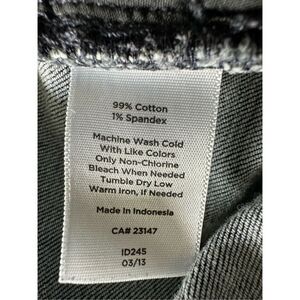 99% Cotton
1% Spandex
Machine Wash Cold
With Like Colors
Only Non-Chlorine
Bleach When Needed
Tumble Dry Low
Warm Iron, If Needed
Made In Indonesia
CA# 23147
ID245
03/13